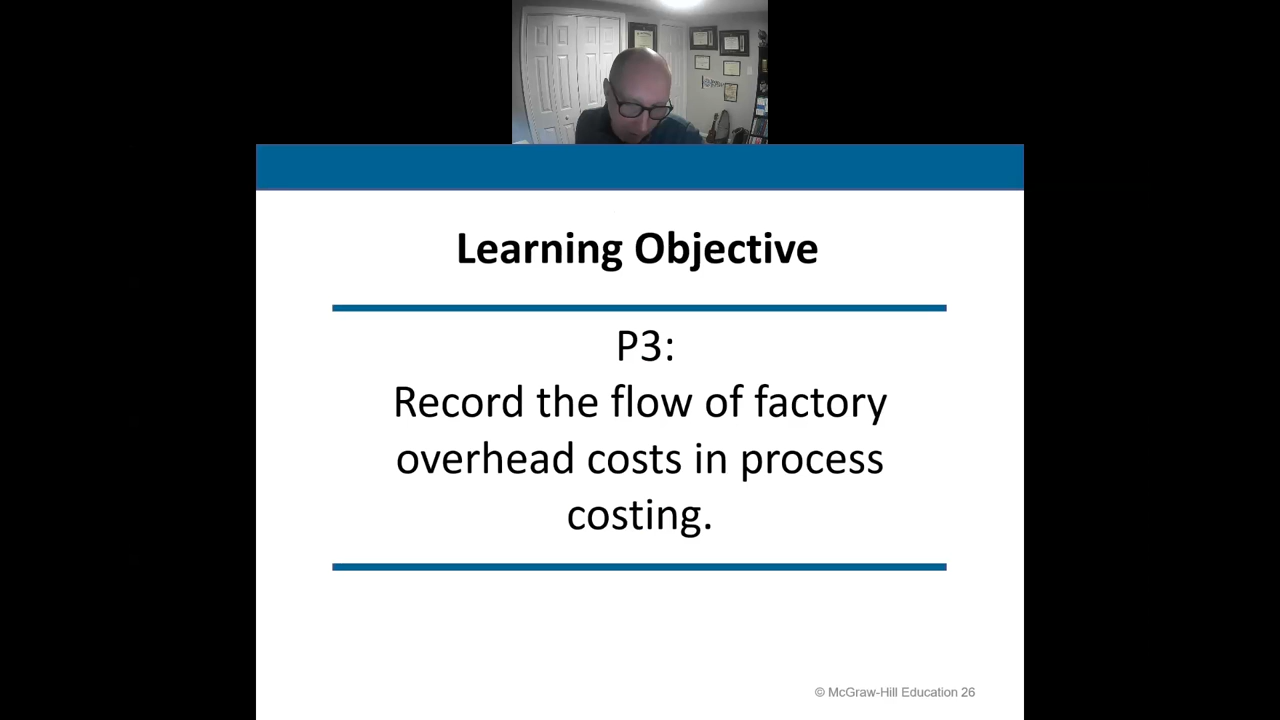 Learning Objective
P3:
Record the flow of factory
overhead costs in process
costing.
© McGraw-Hill Education 26